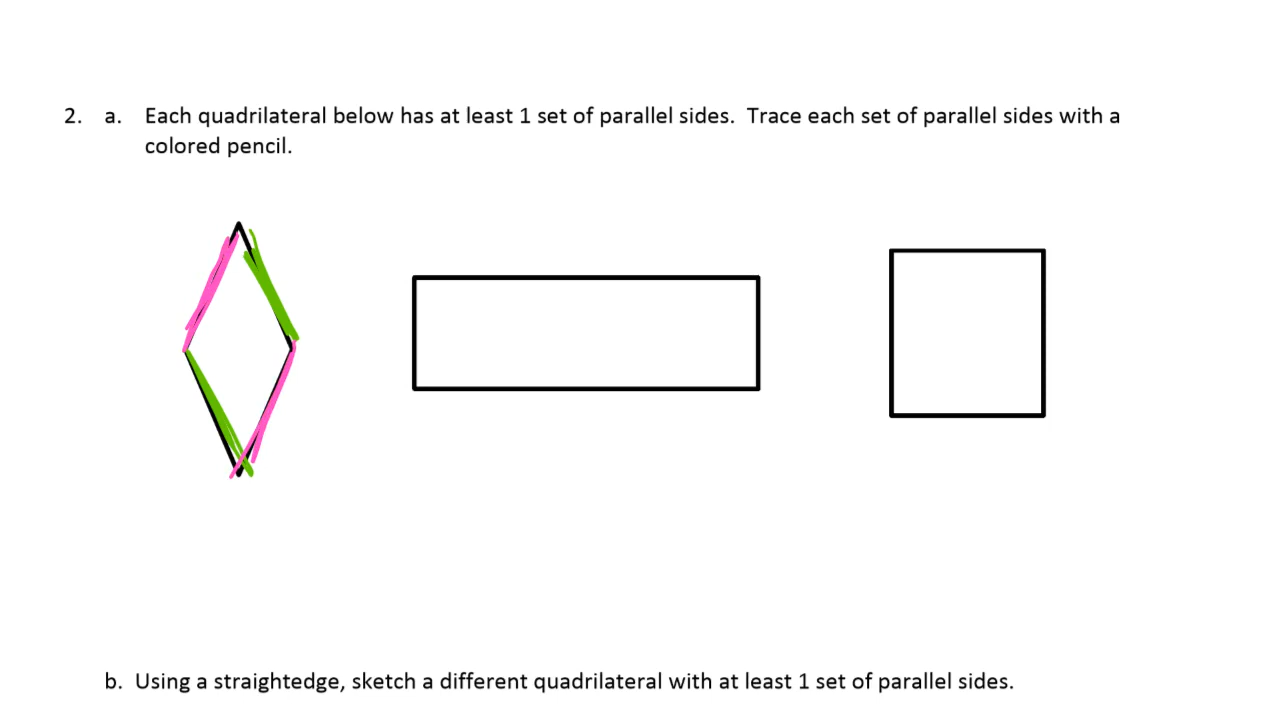 2. a. Each quadrilateral below has at least 1 set of parallel sides. Trace each set of parallel sides with a
colored pencil.
b. Using a straightedge, sketch a different quadrilateral with at least 1 set of parallel sides.